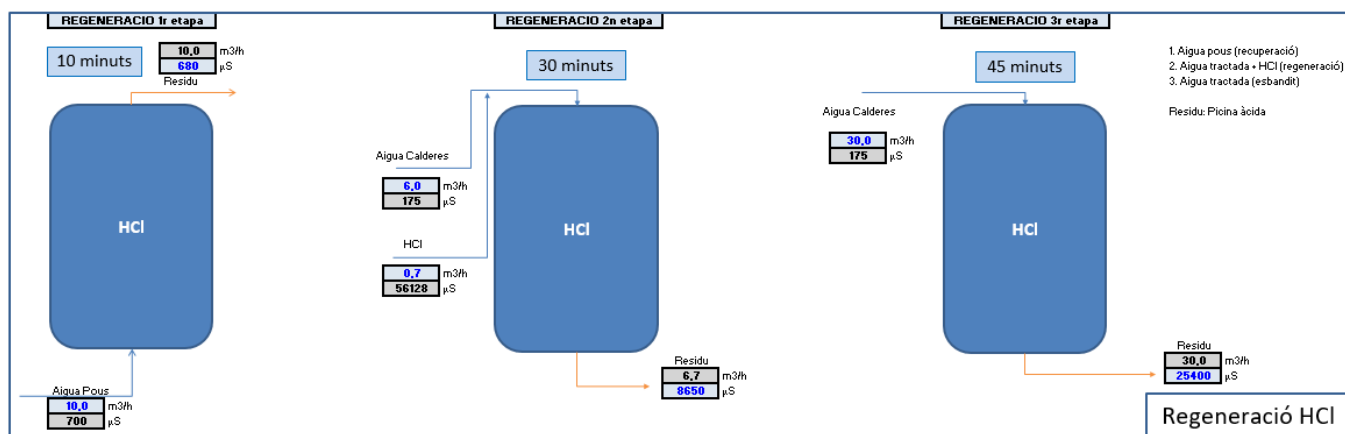 REGENERACIO 1r etapa
10 minuts
10,0 m3/h
680 µS
Residu
HCl
Aigua Pous
10,0 m3/h
700 µS
REGENERACIO 2n etapa
30 minuts
Aigua Calderes
6,0 m3/h
175 µS
HCl
0,7 m3/h
56128 µS
HCl
Residu
6,7 m3/h
8650 µS
REGENERACIO 3r etapa
45 minuts
Aigua Calderes
30,0 m3/h
175 µS
HCl
Residu
30,0 m3/h
25400 µS
1. Aigua pous (recuperació)
2. Aigua tractada + HCl (regeneració)
3. Aigua tractada (esbandit)
Residu: Picina àcida
Regeneració HCl